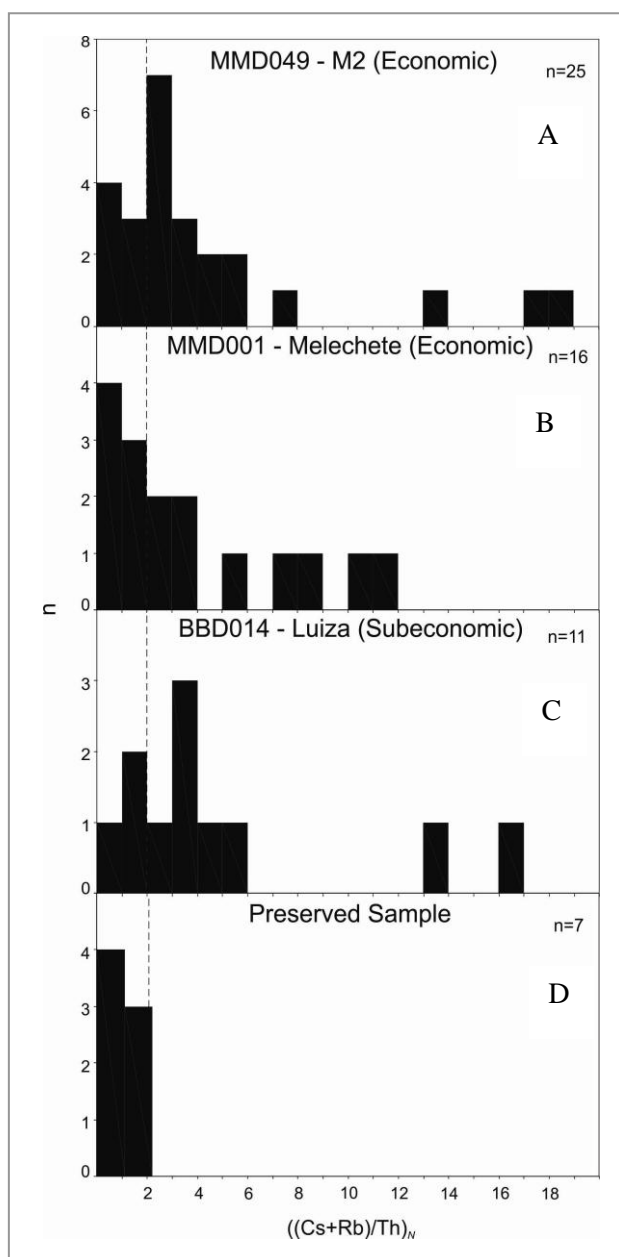 8
MMD049 - M2 (Economic)
n=25
A
6
4
2
0
MMD001 - Melechete (Economic)
n=16
B
4
3
2
1
0
n
BBD014 - Luiza (Subeconomic)
n=11
C
3
2
1
0
Preserved Sample
n=7
D
4
3
2
1
0
2 4 6 8 10 12 14 16 18
((Cs+Rb)/Th)N